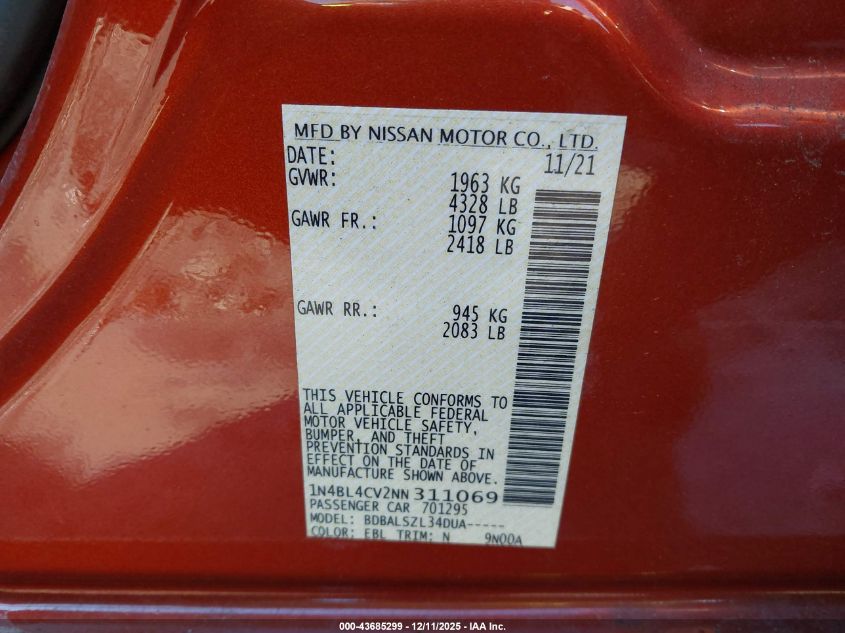 MFD BY NISSAN MOTOR CO., LTD.
DATE: 11/21
GVWR: 1963 KG
4328 LB
GAWR FR.: 1097 KG
2418 LB
GAWR RR.: 945 KG
2083 LB
THIS VEHICLE CONFORMS TO
ALL APPLICABLE FEDERAL
MOTOR VEHICLE SAFETY,
BUMPER, AND THEFT
PREVENTION STANDARDS IN
EFFECT ON THE DATE OF
MANUFACTURE SHOWN ABOVE.
1N4BL4CV2NN311069
PASSENGER CAR 701295
MODEL: BDBALSZL34DUA-----
COLOR: EBL TRIM: N 9N00A
000-43685299 - 12/11/2025 - IAA Inc.